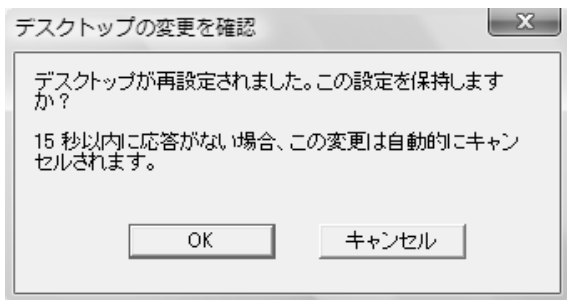 デスクトップの変更を確認
デスクトップが再設定されました。この設定を保持します
か？
15 秒以内に応答がない場合、この変更は自動的にキャン
セルされます。
OK
キャンセル